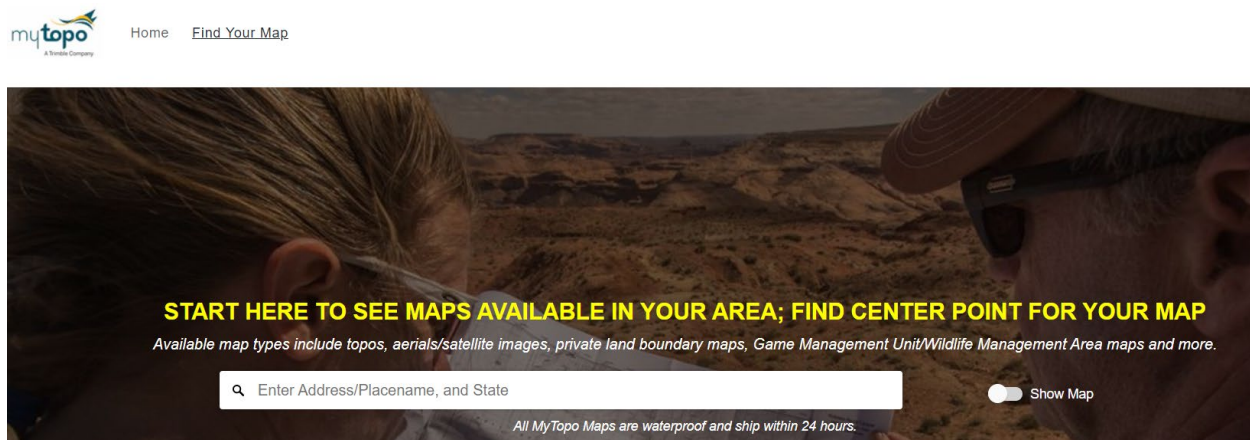 mytopo
A Trimble Company
Home Find Your Map
START HERE TO SEE MAPS AVAILABLE IN YOUR AREA; FIND CENTER POINT FOR YOUR MAP
Available map types include topos, aerials/satellite images, private land boundary maps, Game Management Unit/Wildlife Management Area maps and more.
Enter Address/Placename, and State
Show Map
All MyTopo Maps are waterproof and ship within 24 hours.